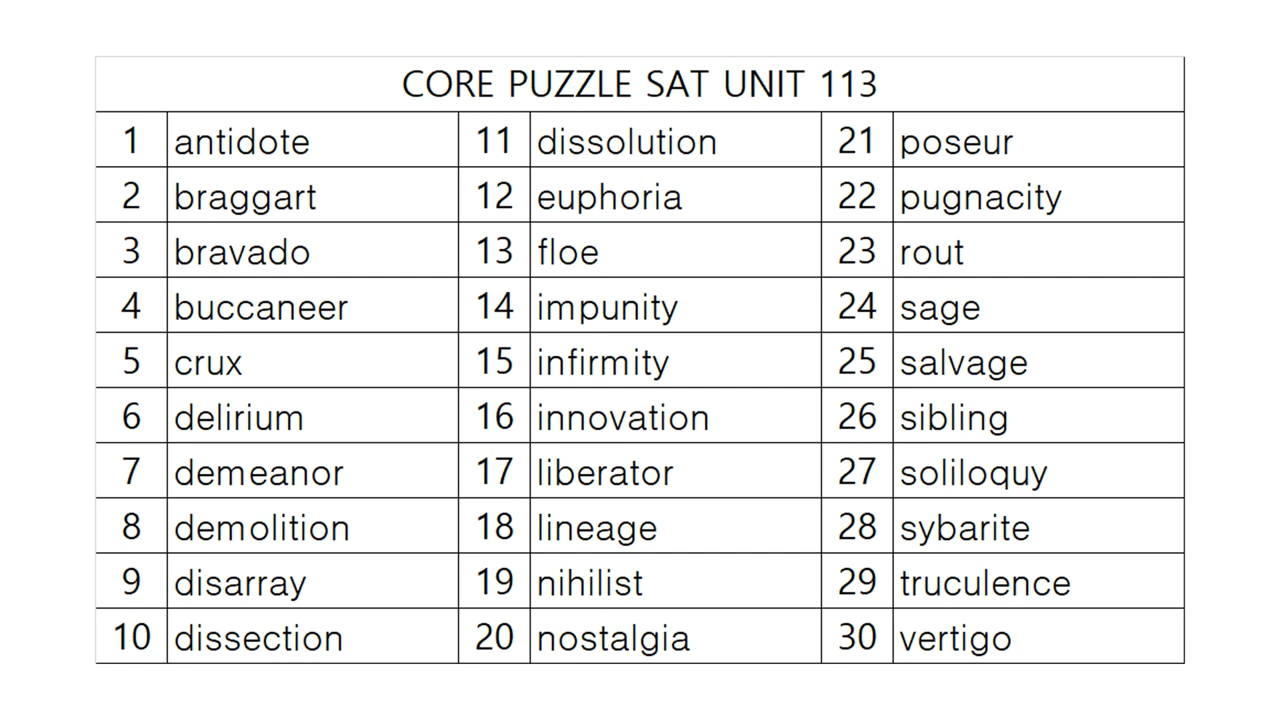 CORE PUZZLE SAT UNIT 113
1 antidote 11 dissolution 21 poseur
2 braggart 12 euphoria 22 pugnacity
3 bravado 13 floe 23 rout
4 buccaneer 14 impunity 24 sage
5 crux 15 infirmity 25 salvage
6 delirium 16 innovation 26 sibling
7 demeanor 17 liberator 27 soliloquy
8 demolition 18 lineage 28 sybarite
9 disarray 19 nihilist 29 truculence
10 dissection 20 nostalgia 30 vertigo